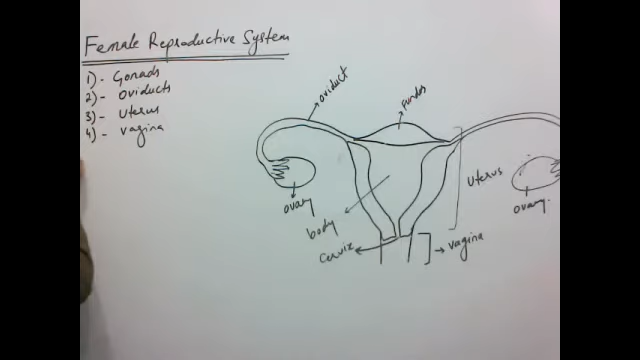 Female Reproductive System
1)- Gonads
2)- Oviducts
3)- Uterus
4)- Vagina
oviduct
fundus
uterus
ovary
ovary.
body
cervix
vagina